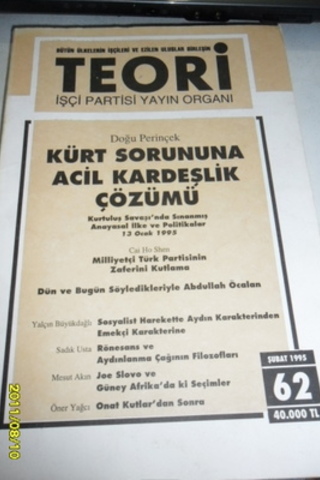 BÜTÜN ÜLKELERİN İŞÇİLERİ VE EZİLEN ULUSLAR BİRLEŞİN
TEORİ
İŞÇİ PARTİSİ YAYIN ORGANI
Doğu Perinçek
KÜRT SORUNUNA
ACİL KARDEŞLİK
ÇÖZÜMÜ
Kurtuluş Savaşı'nda Sınanmış
Anayasal İlke ve Politikalar
13 Ocak 1995
Cai Ho Shen
Milliyetçi Türk Partisinin
Zaferini Kutlama
Dün ve Bugün Söyledikleriyle Abdullah Öcalan
Yalçın Büyükdağlı Sosyalist Harekette Aydın Karakterinden
Emekçi Karakterine
Sadık Usta Rönesans ve
Aydınlanma Çağının Filozofları
Mesut Akın Joe Slovo ve
Güney Afrika'da ki Seçimler
Öner Yağcı Onat Kutlar'dan Sonra
ŞUBAT 1995
62
40.000 TL
2011/08/10